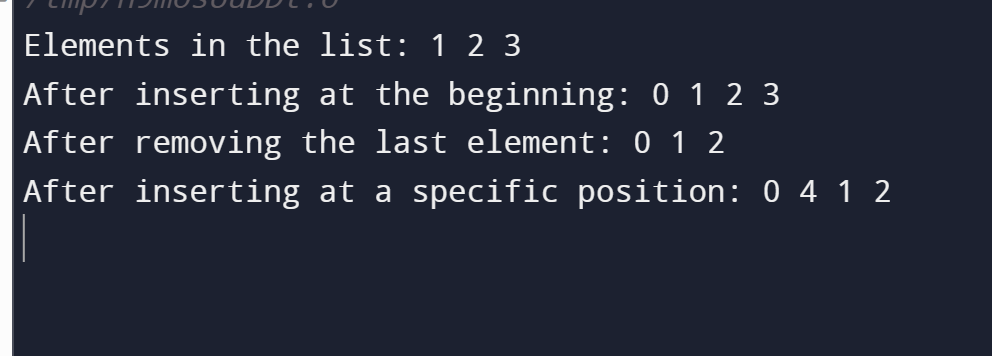 Elements in the list: 1 2 3
After inserting at the beginning: 0 1 2 3
After removing the last element: 0 1 2
After inserting at a specific position: 0 4 1 2